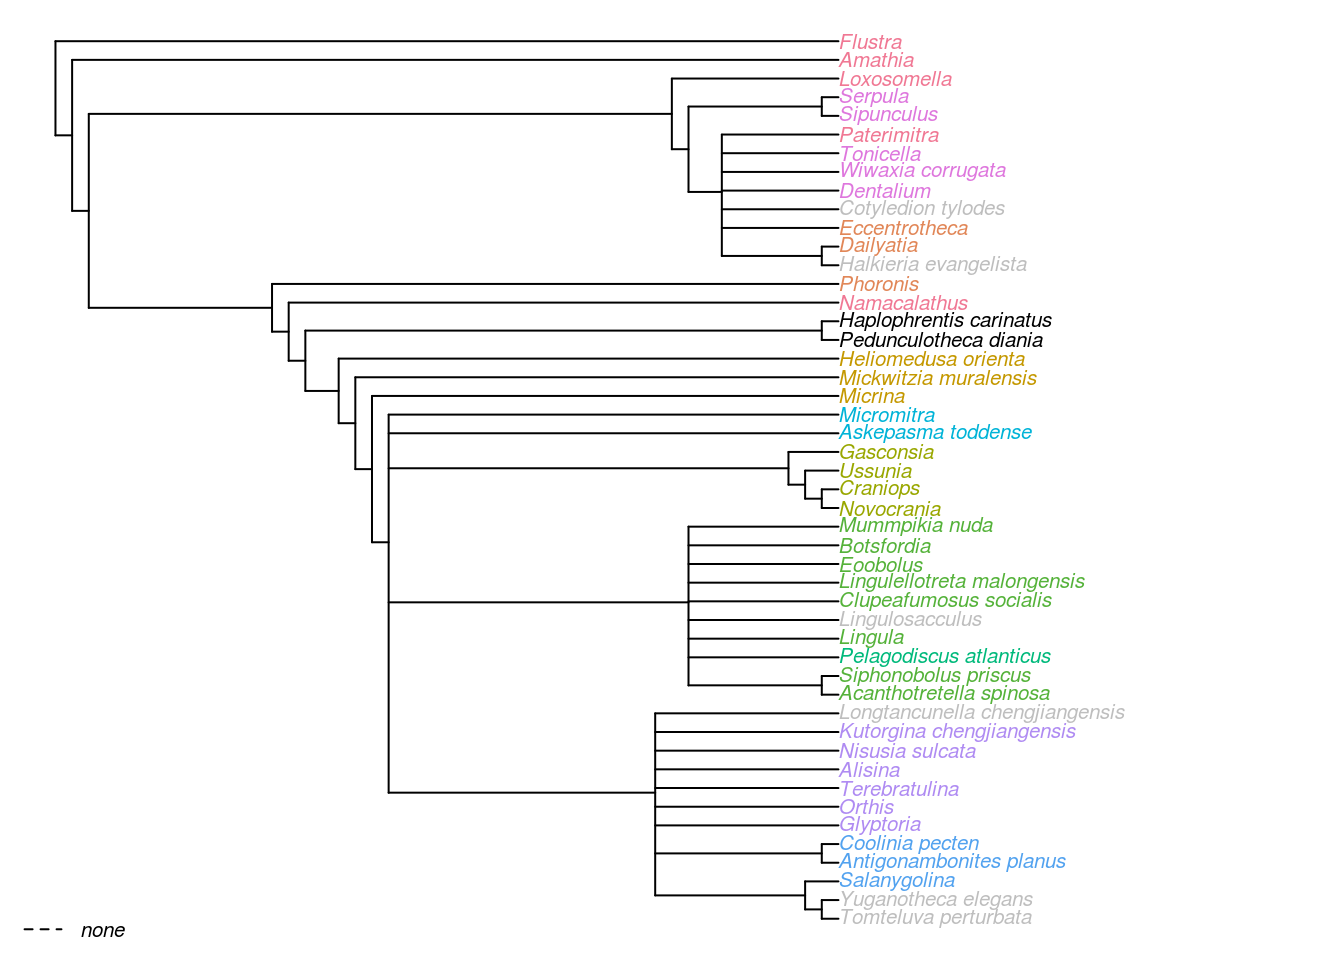 Flustra
Amathia
Loxosomella
Serpula
Sipunculus
Paterimitra
Tonicella
Wiwaxia corrugata
Dentalium
Cotyledion tylodes
Eccentrotheca
Dailyatia
Halkieria evangelista
Phoronis
Namacalathus
Haplophrentis carinatus
Pedunculotheca diania
Heliomedusa orienta
Mickwitzia muralensis
Micrina
Micromitra
Askepasma toddense
Gasconsia
Ussunia
Craniops
Novocrania
Mummpikia nuda
Botsfordia
Eoobolus
Lingulellotreta malongensis
Clupeafumosus socialis
Lingulosacculus
Lingula
Pelagodiscus atlanticus
Siphonobolus priscus
Acanthotretella spinosa
Longtancunella chengjiangensis
Kutorgina chengjiangensis
Nisusia sulcata
Alisina
Terebratulina
Orthis
Glyptoria
Coolinia pecten
Antigonambonites planus
Salanygolina
Yuganotheca elegans
Tomteluva perturbata
none